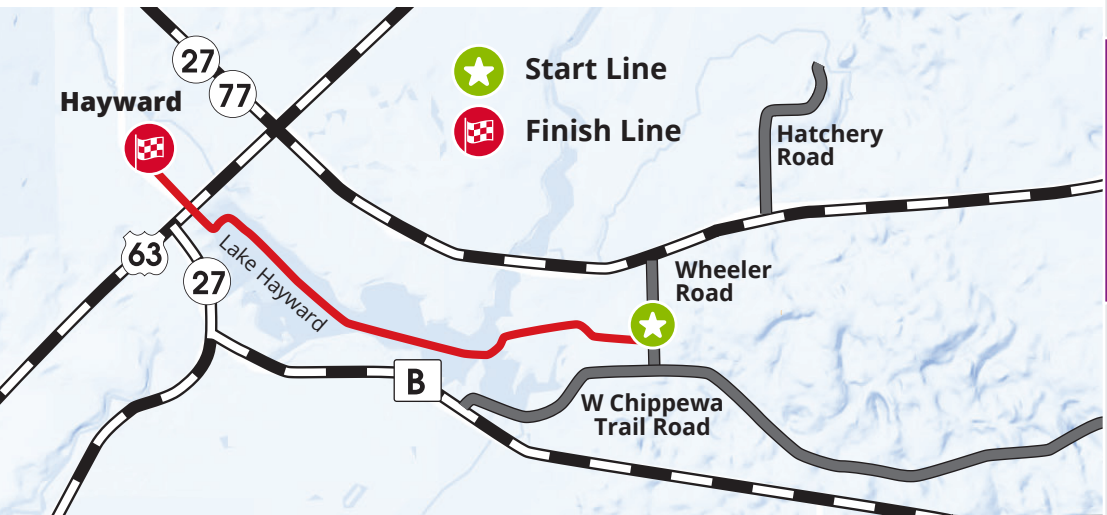 27
77
Hayward
Start Line
Finish Line
Hatchery
Road
63
27
Lake Hayward
Wheeler
Road
B
W Chippewa
Trail Road